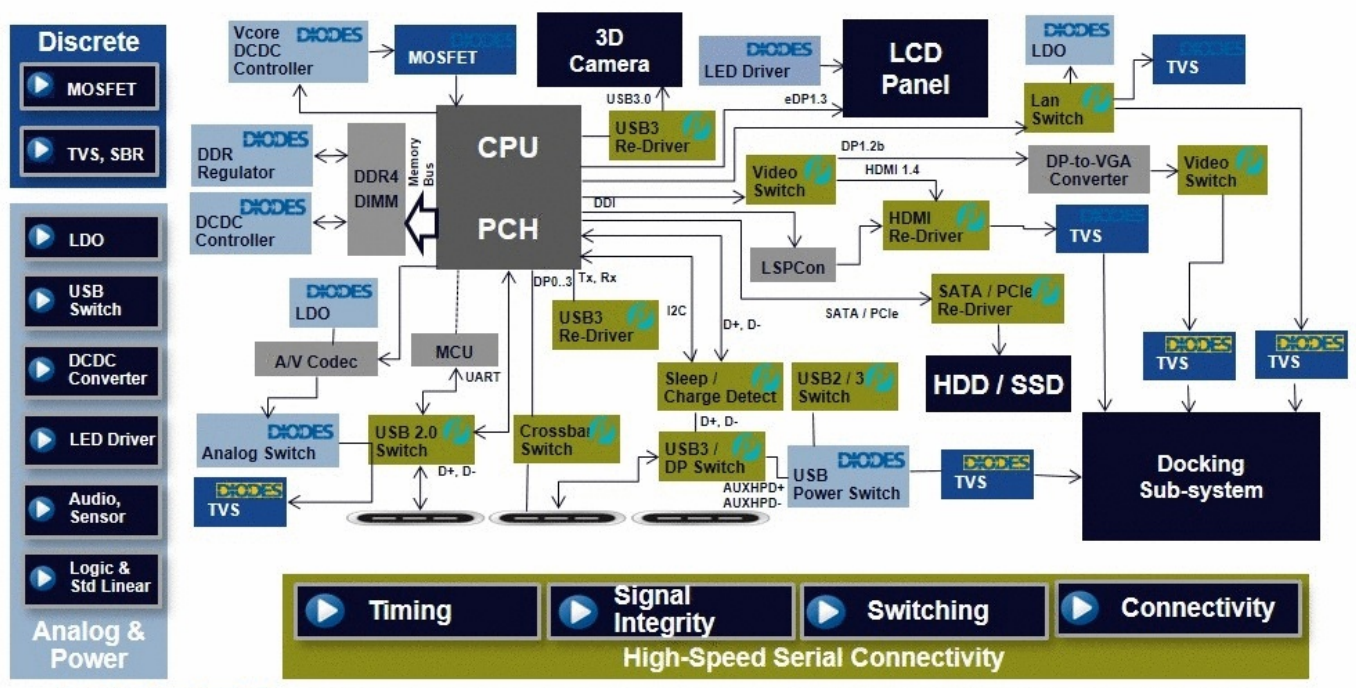 Discrete
MOSFET
TVS, SBR
LDO
USB
Switch
DCDC
Converter
LED Driver
Audio,
Sensor
Logic &
Std Linear
Analog &
Power
Vcore
DCDC
Controller
DIODES
DIODES
MOSFET
3D
Camera
DIODES
LED Driver
LCD
Panel
DIODES
LDO
DIODES
TVS
USB3.0
eDP1.3
Lan
Switch
DIODES
DDR
Regulator
DIODES
DCDC
Controller
DDR4
DIMM
Memory
Bus
CPU
PCH
USB3
Re-Driver
Video
Switch
DP1.2b
HDMI 1.4
DP-to-VGA
Converter
Video
Switch
DDI
HDMI
Re-Driver
DIODES
TVS
LSPCon
DP0..3
Tx, Rx
DIODES
LDO
A/V Codec
MCU
UART
USB3
Re-Driver
I2C
D+, D-
SATA / PCIe
SATA / PCIe
Re-Driver
HDD / SSD
DIODES
TVS
DIODES
TVS
DIODES
Analog Switch
USB 2.0
Switch
Crossbar
Switch
Sleep /
Charge Detect
USB2 / 3
Switch
D+, D-
USB3 /
DP Switch
D+, D-
AUXHPD+
AUXHPD-
DIODES
USB
Power Switch
DIODES
TVS
DIODES
TVS
Docking
Sub-system
Timing
Signal
Integrity
Switching
Connectivity
High-Speed Serial Connectivity